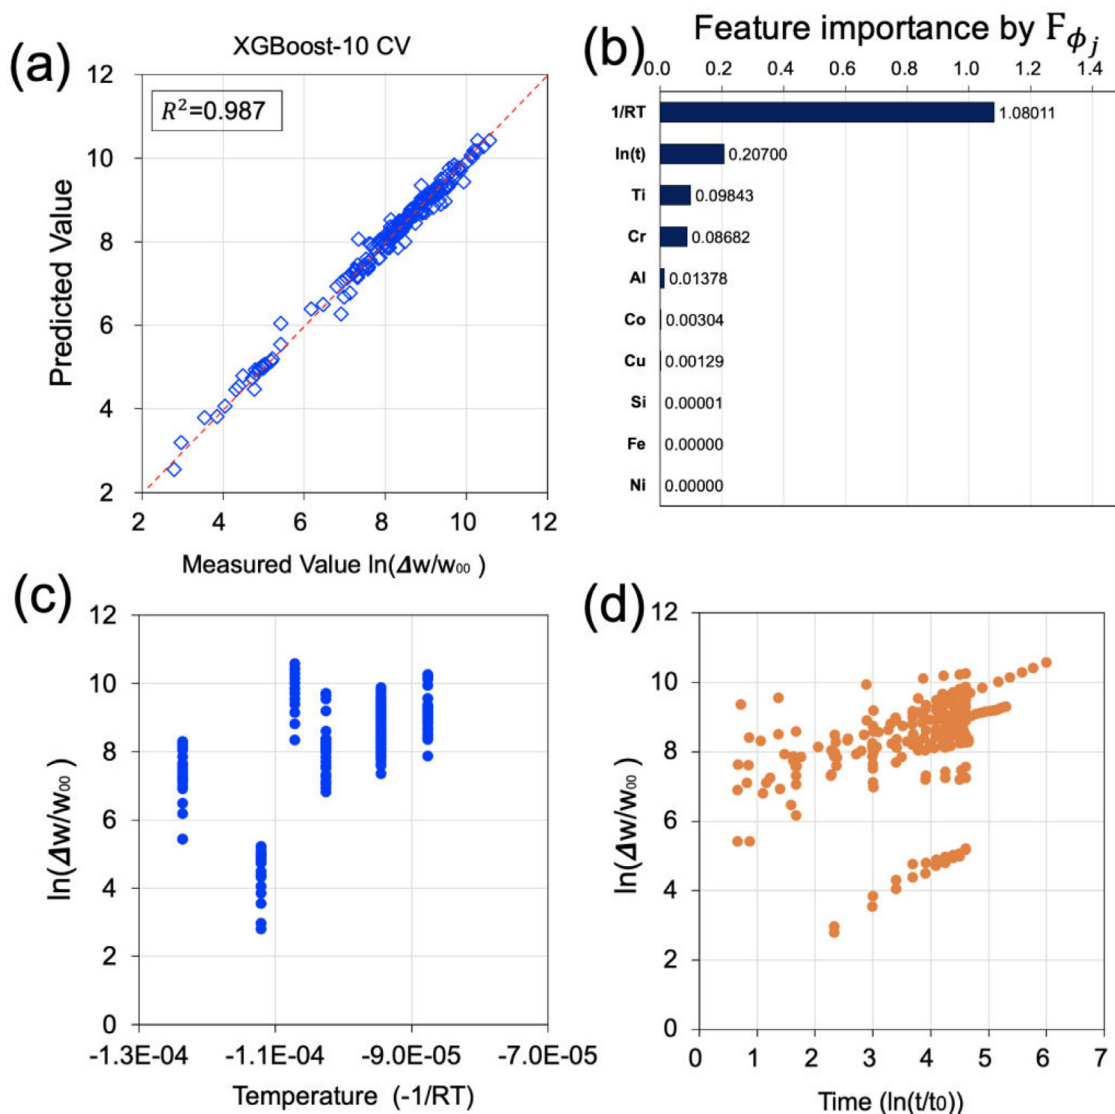 (a)
XGBoost-10 CV
R²=0.987
12
10
8
6
4
2
Predicted Value
2 4 6 8 10 12
Measured Value ln(Δw/w₀₀ )
(b)
Feature importance by F_ϕⱼ
0.0 0.2 0.4 0.6 0.8 1.0 1.2 1.4
1/RT 1.08011
ln(t) 0.20700
Ti 0.09843
Cr 0.08682
Al 0.01378
Co 0.00304
Cu 0.00129
Si 0.00001
Fe 0.00000
Ni 0.00000
(c)
12
10
8
6
4
2
0
ln(Δw/w₀₀)
-1.3E-04 -1.1E-04 -9.0E-05 -7.0E-05
Temperature (-1/RT)
(d)
12
10
8
6
4
2
0
ln(Δw/w₀₀)
0 1 2 3 4 5 6 7
Time (ln(t/t₀))